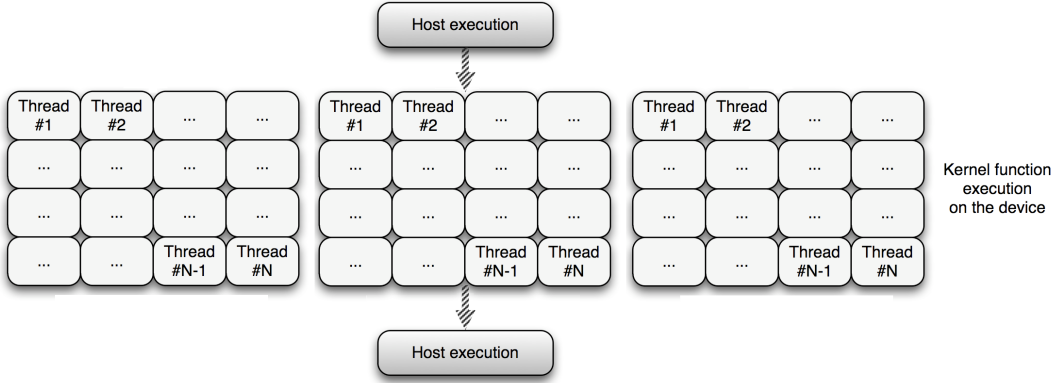 Host execution
Thread #1 Thread #2 ... ...
... ... ... ...
... ... ... ...
... ... Thread #N-1 Thread #N
Thread #1 Thread #2 ... ...
... ... ... ...
... ... ... ...
... ... Thread #N-1 Thread #N
Thread #1 Thread #2 ... ...
... ... ... ...
... ... ... ...
... ... Thread #N-1 Thread #N
Kernel function
execution
on the device
Host execution